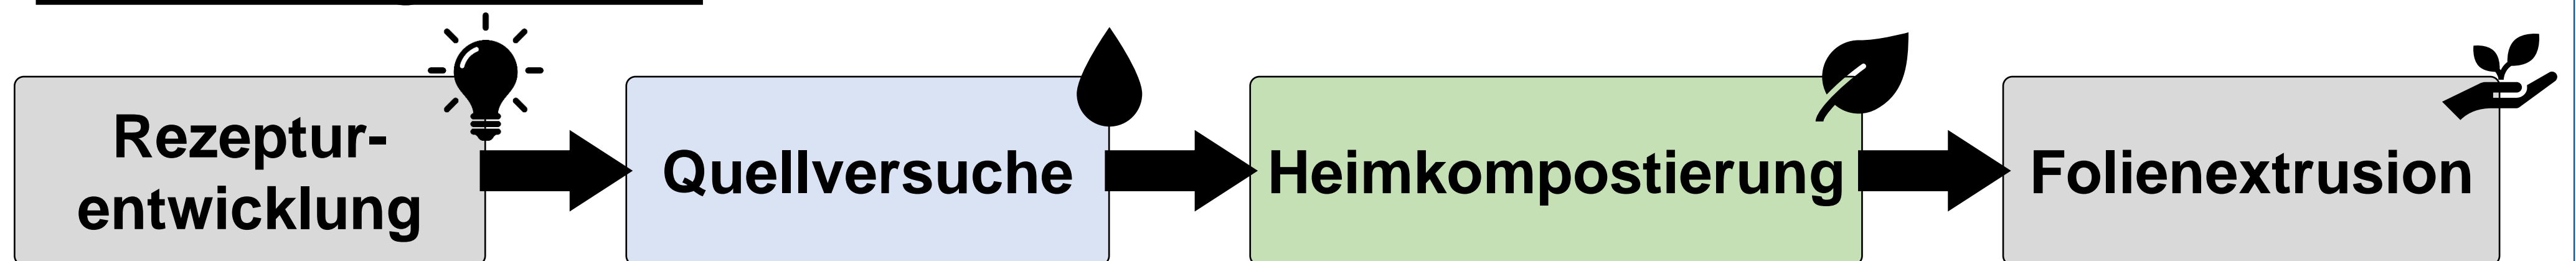 Rezeptur-
entwicklung
Quellversuche
Heimkompostierung
Folienextrusion